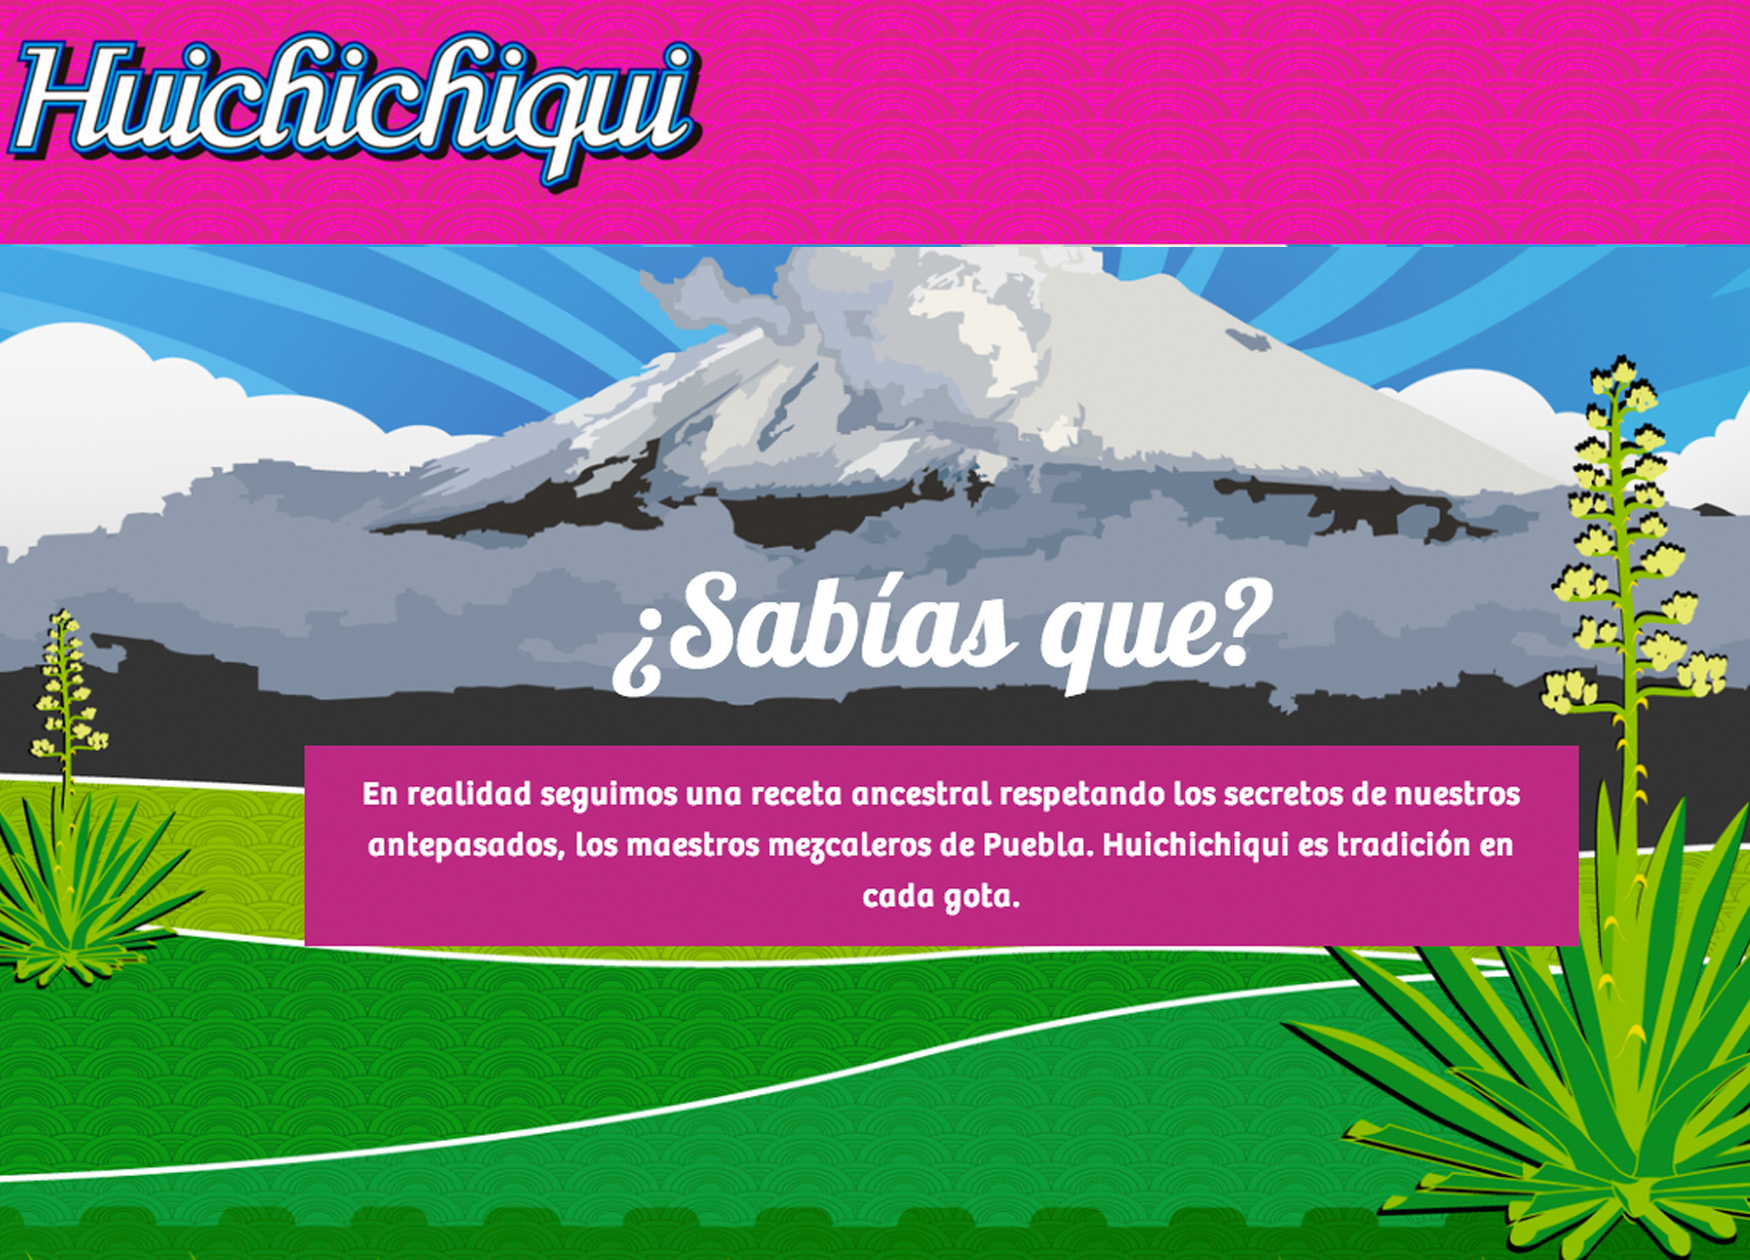 Huichichiqui
¿Sabías que?
En realidad seguimos una receta ancestral respetando los secretos de nuestros
antepasados, los maestros mezcaleros de Puebla. Huichichiqui es tradición en
cada gota.